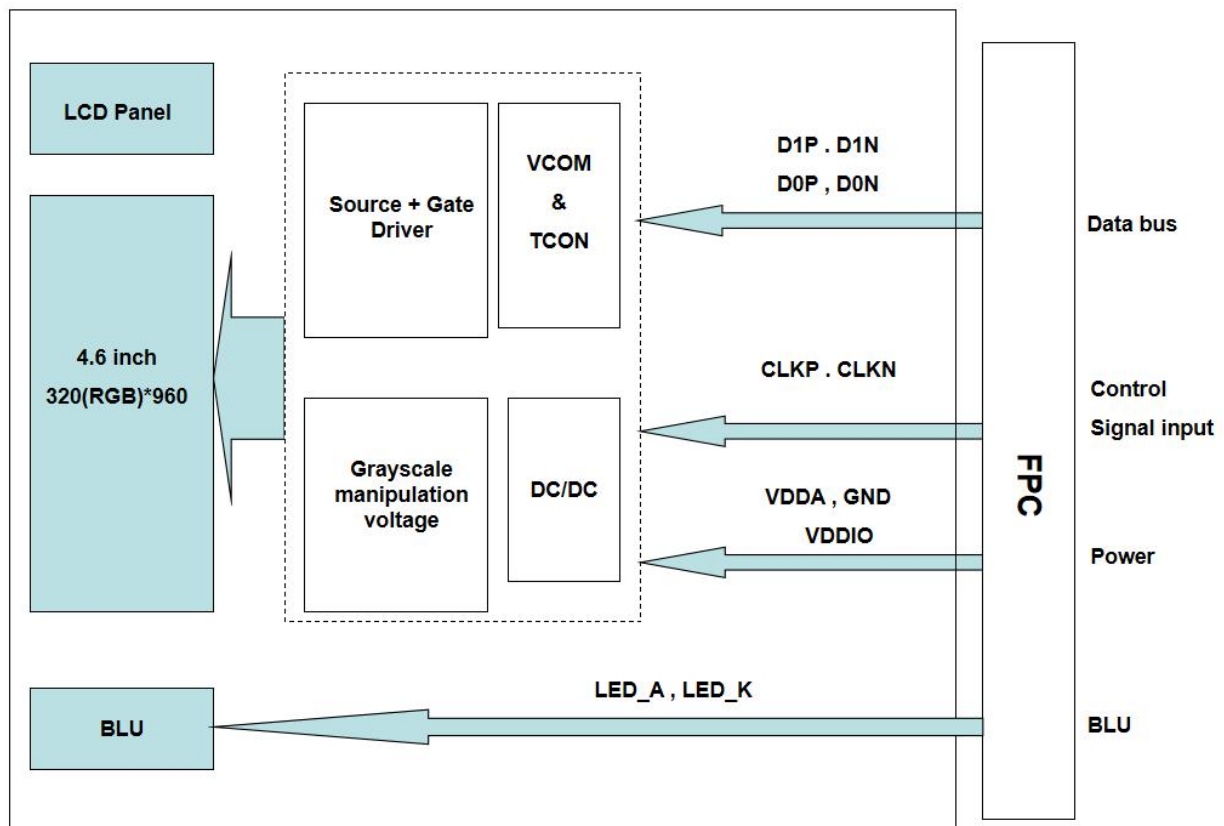 LCD Panel
4.6 inch
320(RGB)*960
BLU
Source + Gate
Driver
VCOM
&
TCON
Grayscale
manipulation
voltage
DC/DC
D1P . D1N
D0P , D0N
CLKP . CLKN
VDDA , GND
VDDIO
LED_A , LED_K
FPC
Data bus
Control
Signal input
Power
BLU